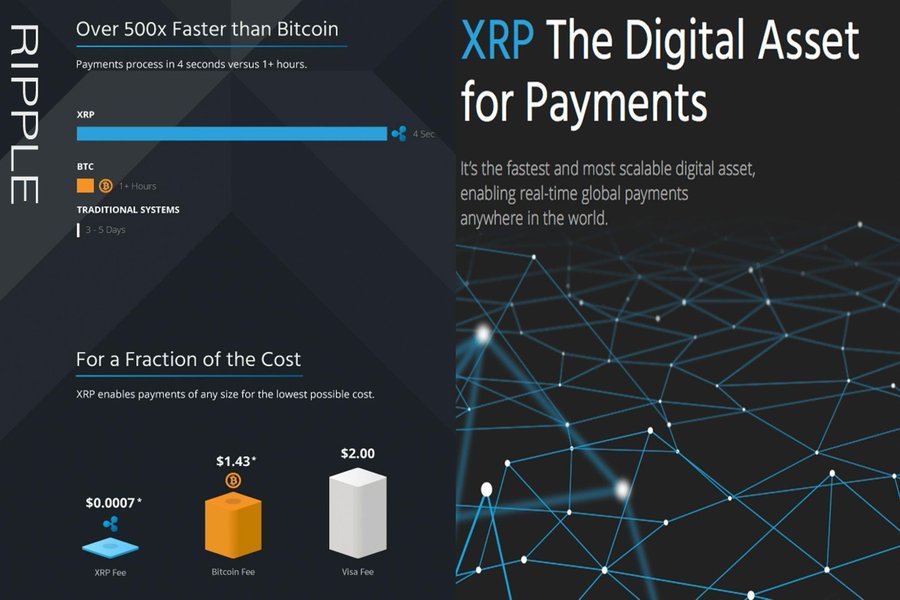 RIPPLE
Over 500x Faster than Bitcoin
Payments process in 4 seconds versus 1+ hours.
XRP
4 Sec
BTC
1+ Hours
TRADITIONAL SYSTEMS
3 - 5 Days
For a Fraction of the Cost
XRP enables payments of any size for the lowest possible cost.
$0.0007*
$1.43*
$2.00
XRP Fee
Bitcoin Fee
Visa Fee
XRP The Digital Asset
for Payments
It's the fastest and most scalable digital asset,
enabling real-time global payments
anywhere in the world.